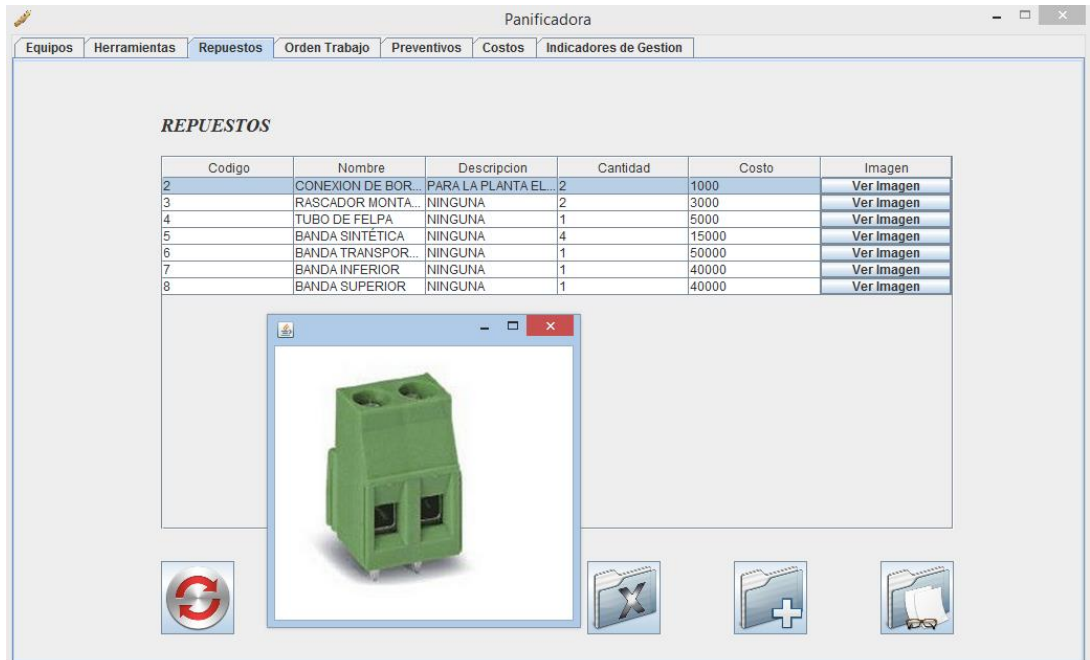 Panificadora
Equipos Herramientas Repuestos Orden Trabajo Preventivos Costos Indicadores de Gestion
REPUESTOS
Codigo Nombre Descripcion Cantidad Costo Imagen
2 CONEXION DE BOR... PARA LA PLANTA EL... 2 1000 Ver Imagen
3 RASCADOR MONTA... NINGUNA 2 3000 Ver Imagen
4 TUBO DE FELPA NINGUNA 1 5000 Ver Imagen
5 BANDA SINTÉTICA NINGUNA 4 15000 Ver Imagen
6 BANDA TRANSPOR... NINGUNA 1 50000 Ver Imagen
7 BANDA INFERIOR NINGUNA 1 40000 Ver Imagen
8 BANDA SUPERIOR NINGUNA 1 40000 Ver Imagen